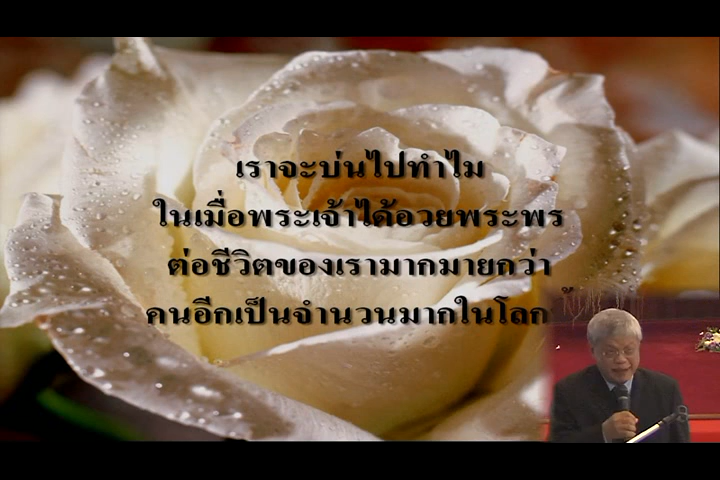 เราจะบ่นไปทำไม
ในเมื่อพระเจ้าได้อวยพระพร
ต่อชีวิตของเรามากมายกว่า
คนอีกเป็นจำนวนมากในโลก